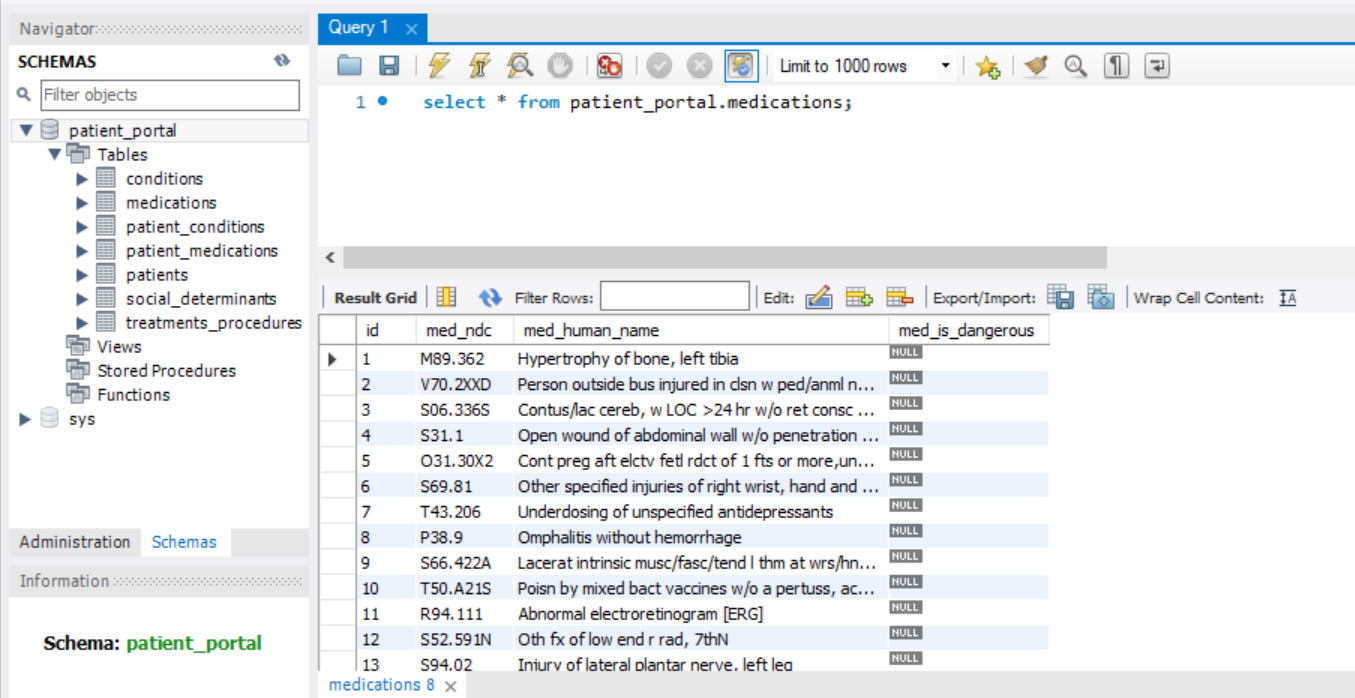 Navigator
SCHEMAS
Filter objects
patient_portal
Tables
conditions
medications
patient_conditions
patient_medications
patients
social_determinants
treatments_procedures
Views
Stored Procedures
Functions
sys
Administration Schemas
Information
Schema: patient_portal
Query 1
Limit to 1000 rows
1 select * from patient_portal.medications;
Result Grid Filter Rows: Edit: Export/Import: Wrap Cell Content:
id med_ndc med_human_name med_is_dangerous
1 M89.362 Hypertrophy of bone, left tibia NULL
2 V70.2XXD Person outside bus injured in clsn w ped/anml n... NULL
3 S06.336S Contus/lac cereb, w LOC >24 hr w/o ret consc ... NULL
4 S31.1 Open wound of abdominal wall w/o penetration ... NULL
5 O31.30X2 Cont preg aft elctv fetl rdct of 1 fts or more,un... NULL
6 S69.81 Other specified injuries of right wrist, hand and ... NULL
7 T43.206 Underdosing of unspecified antidepressants NULL
8 P38.9 Omphalitis without hemorrhage NULL
9 S66.422A Lacerat intrinsic musc/fasc/tend l thm at wrs/hn... NULL
10 T50.A21S Poisn by mixed bact vaccines w/o a pertuss, ac... NULL
11 R94.111 Abnormal electroretinogram [ERG] NULL
12 S52.591N Oth fx of low end r rad, 7thN NULL
13 S94.02 Injury of lateral plantar nerve, left leg NULL
medications 8